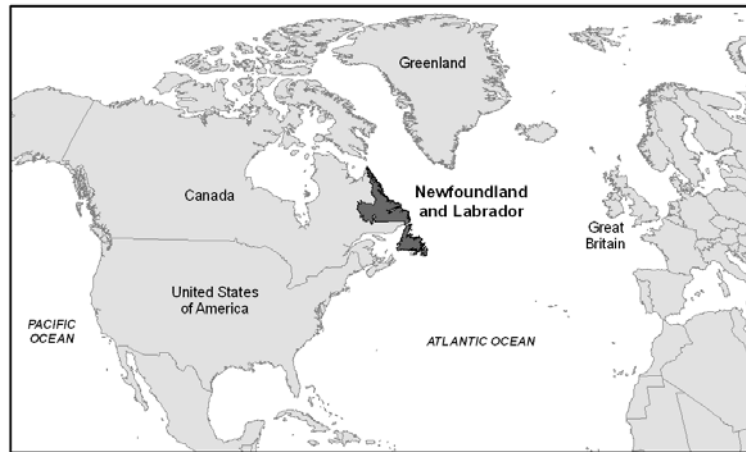 Greenland
Canada
Newfoundland
and Labrador
Great
Britain
United States
of America
PACIFIC
OCEAN
ATLANTIC OCEAN